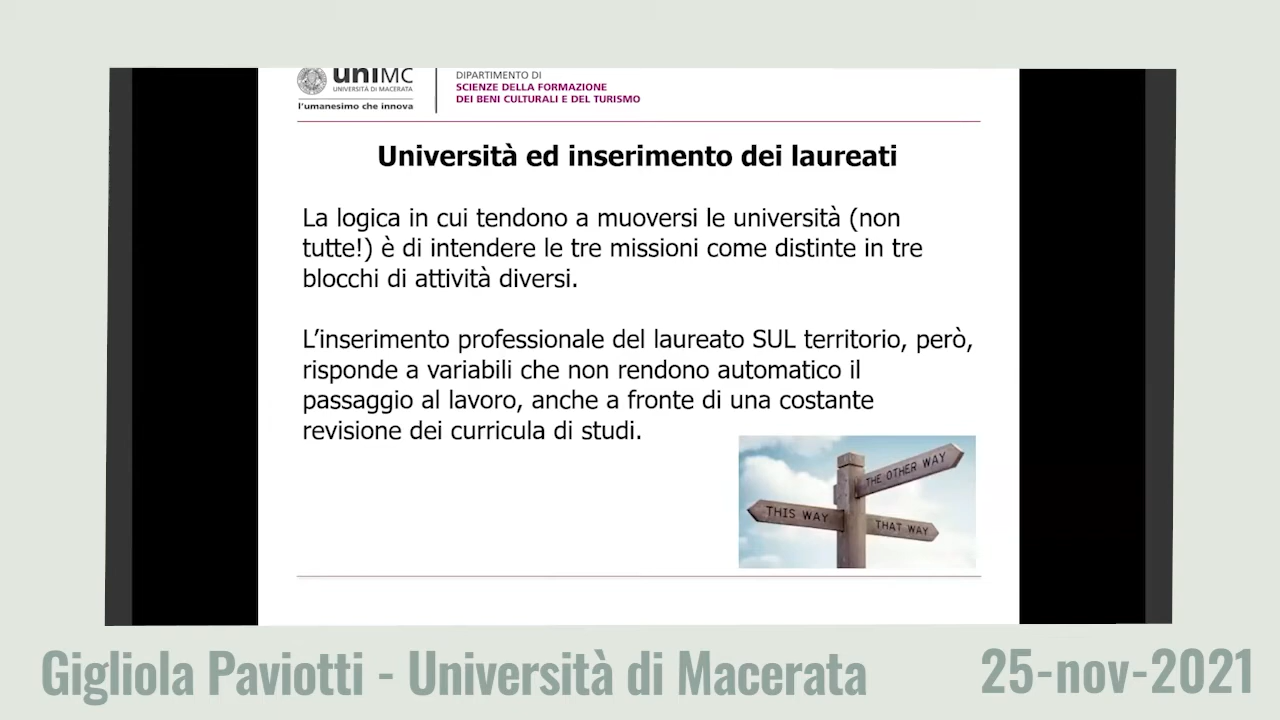 uniMC
UNIVERSITÀ DI MACERATA
l'umanesimo che innova
DIPARTIMENTO DI
SCIENZE DELLA FORMAZIONE
DEI BENI CULTURALI E DEL TURISMO
Università ed inserimento dei laureati
La logica in cui tendono a muoversi le università (non
tutte!) è di intendere le tre missioni come distinte in tre
blocchi di attività diversi.
L'inserimento professionale del laureato SUL territorio, però,
risponde a variabili che non rendono automatico il
passaggio al lavoro, anche a fronte di una costante
revisione dei curricula di studi.
THE OTHER WAY
THIS WAY
THAT WAY
Gigliola Paviotti - Università di Macerata
25-nov-2021